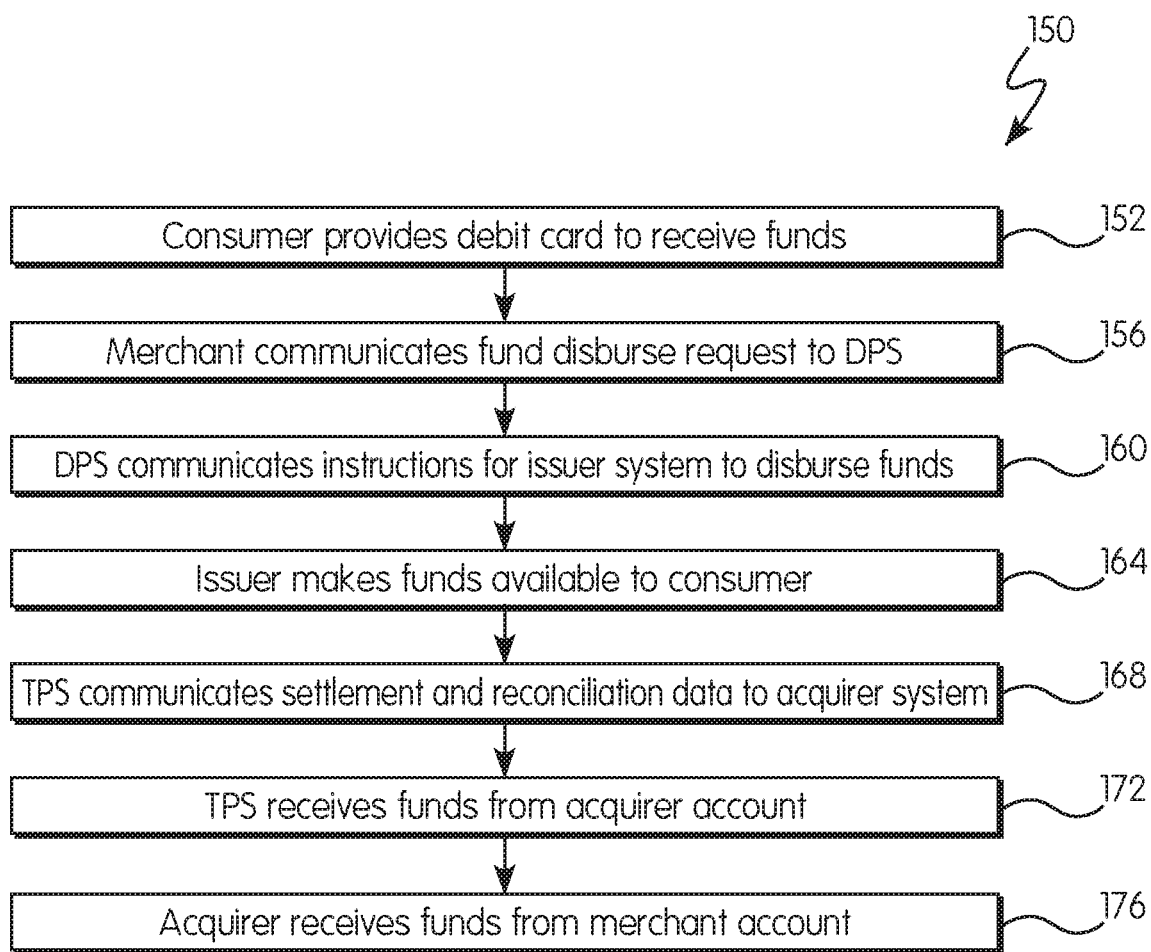 150
Consumer provides debit card to receive funds
152
Merchant communicates fund disburse request to DPS
156
DPS communicates instructions for issuer system to disburse funds
160
Issuer makes funds available to consumer
164
TPS communicates settlement and reconciliation data to acquirer system
168
TPS receives funds from acquirer account
172
Acquirer receives funds from merchant account
176